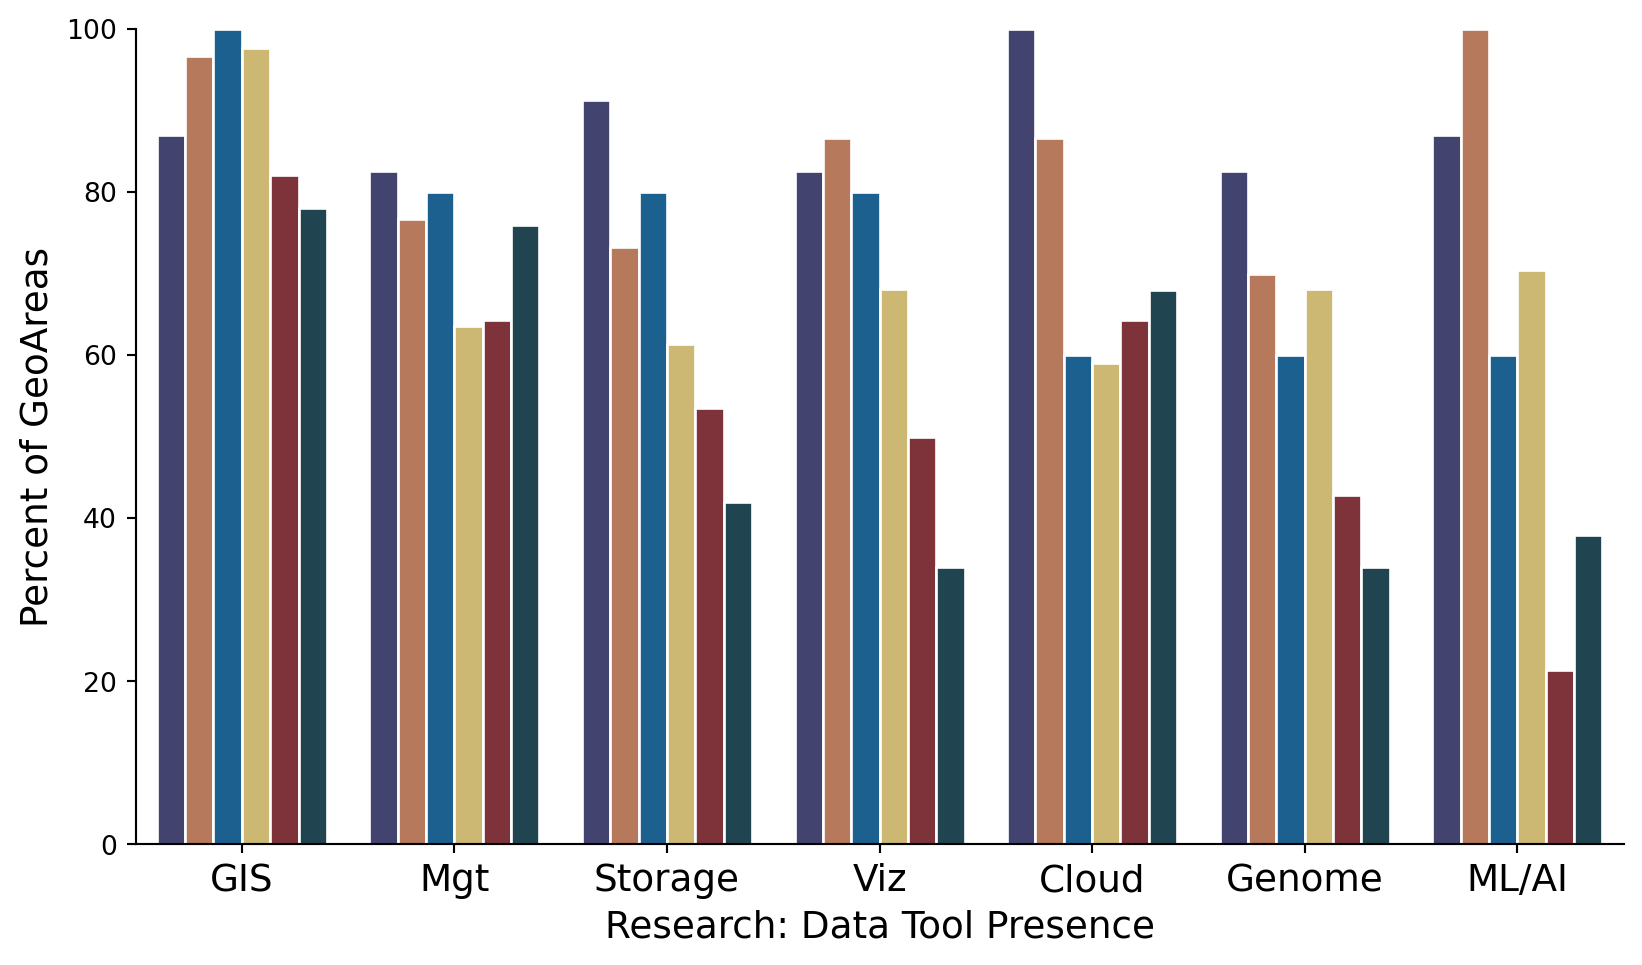 100
80
60
40
20
0
Percent of GeoAreas
GIS Mgt Storage Viz Cloud Genome ML/AI
Research: Data Tool Presence